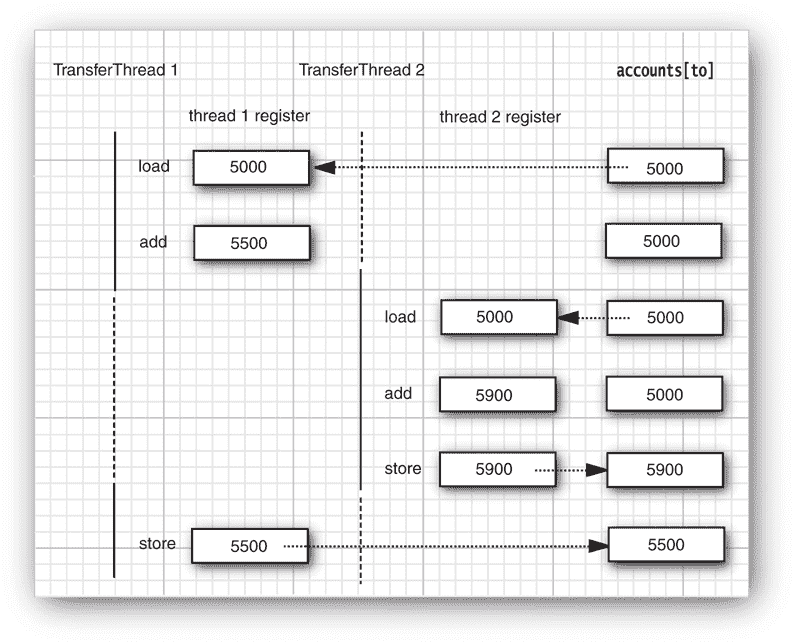 TransferThread 1 TransferThread 2 accounts[to]
thread 1 register thread 2 register
load 5000 5000
add 5500 5000
load 5000 5000
add 5900 5000
store 5900 5900
store 5500 5500